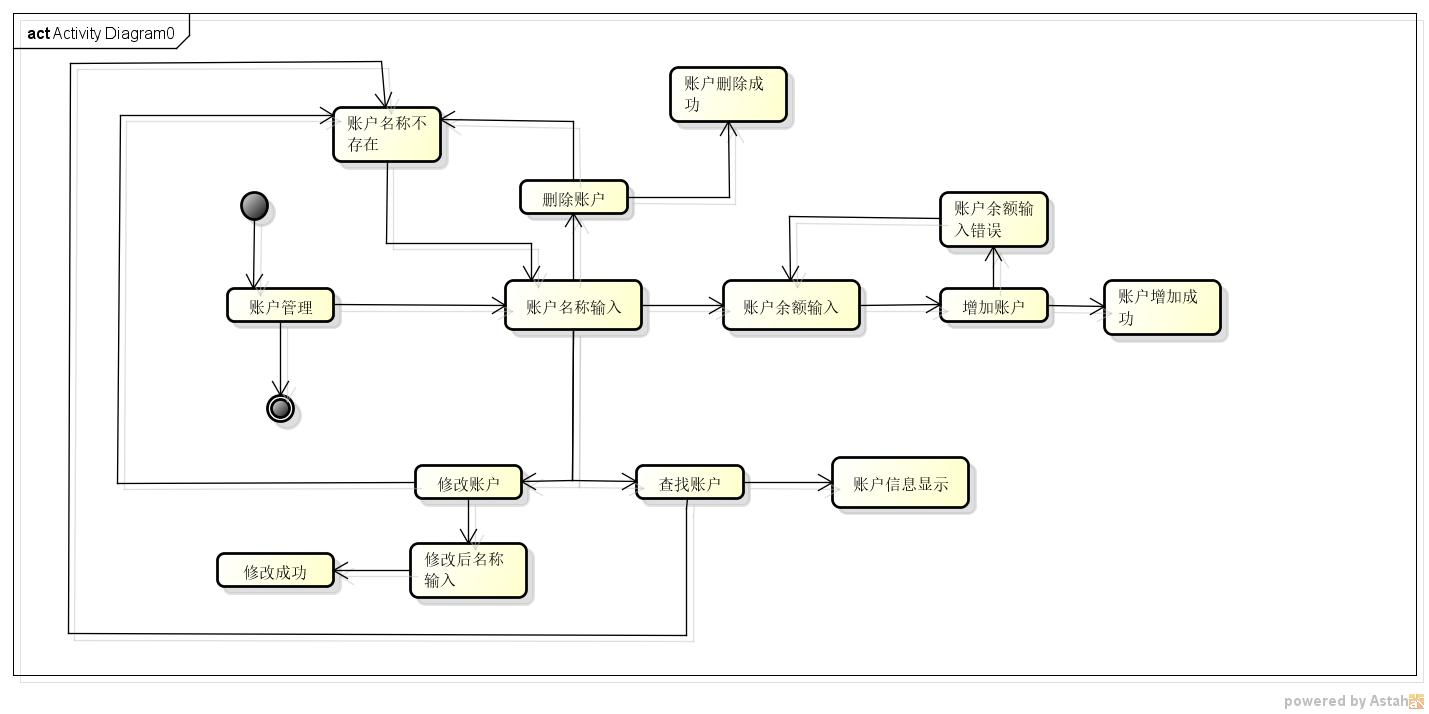 act Activity Diagram0
账户删除成
功
账户名称不
存在
删除账户
账户余额输
入错误
账户管理
账户名称输入
账户余额输入
增加账户
账户增加成
功
修改账户
查找账户
账户信息显示
修改后名称
输入
修改成功
powered by Astah